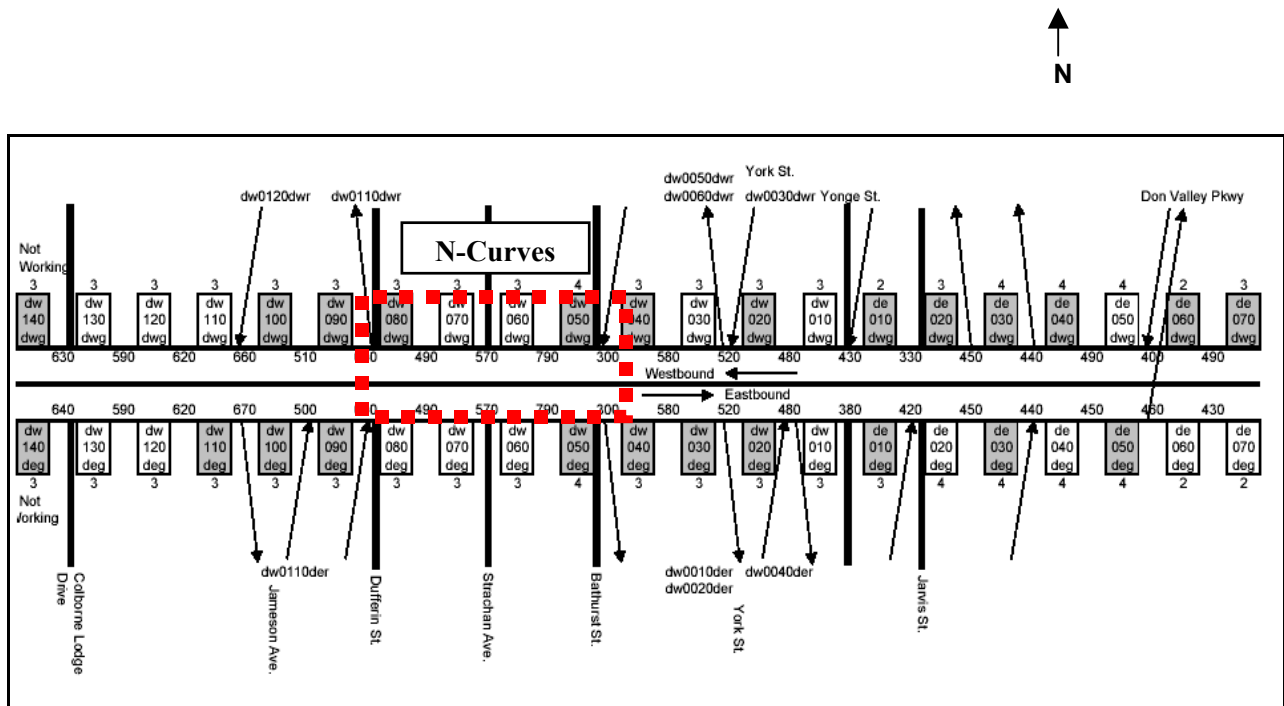 N
dw0050dwr York St.
dw0120dwr dw0110dwr dw0060dwr dw0030dwr Yonge St. Don Valley Pkwy
N-Curves
Not
Working
3 3 3 3 3 3 3 3 3 4 3 3 3 3 2 3 4 4 4 2 3
dw dw dw dw dw dw dw dw dw dw dw dw dw dw de de de de de de de
140 130 120 110 100 090 080 070 060 050 040 030 020 010 010 020 030 040 050 060 070
dwg dwg dwg dwg dwg dwg dwg dwg dwg dwg dwg dwg dwg dwg dwg dwg dwg dwg dwg dwg dwg
630 590 620 660 510 0 490 570 790 300 580 520 480 430 330 450 440 490 400 490
Westbound
Eastbound
640 590 620 670 500 0 490 570 790 300 580 520 480 380 420 450 440 450 460 430
dw dw dw dw dw dw dw dw dw dw dw dw dw dw de de de de de de de
140 130 120 110 100 090 080 070 060 050 040 030 020 010 010 020 030 040 050 060 070
deg deg deg deg deg deg deg deg deg deg deg deg deg deg deg deg deg deg deg deg deg
3 3 3 3 3 3 3 3 3 4 3 3 3 3 3 4 4 4 4 2 2
Not
orking
dw0110der dw0010der dw0040der
dw0020der
Colborne Lodge
Drive
Jameson Ave.
Dufferin St.
Strachan Ave.
Bathurst St.
York St.
Jarvis St.